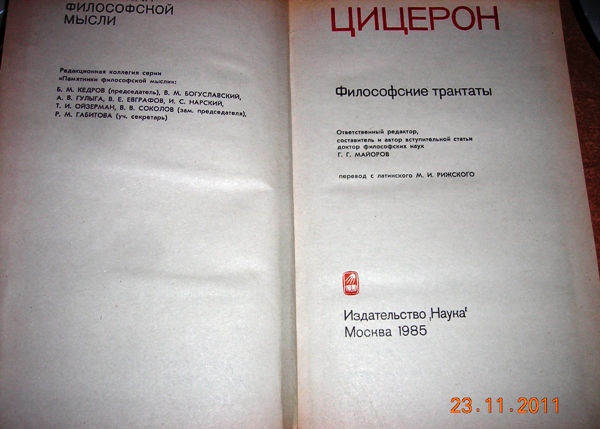 ФИЛОСОФСКОЙ
МЫСЛИ
Редакционная коллегия серии
«Памятники философской мысли»:
Б. М. КЕДРОВ (председатель), В. М. БОГУСЛАВСКИЙ,
А. В. ГУЛЫГА, В. Е. ЕВГРАФОВ, И. С. НАРСКИЙ,
Т. И. ОЙЗЕРМАН, В. В. СОКОЛОВ (зам. председателя),
Р. М. ГАБИТОВА (уч. секретарь)
ЦИЦЕРОН
Философские трактаты
Ответственный редактор,
составитель и автор вступительной статьи
доктор философских наук
Г. Г. МАЙОРОВ
перевод с латинского М. И. РИЖСКОГО
Издательство „Наука“
Москва 1985
23.11.2011